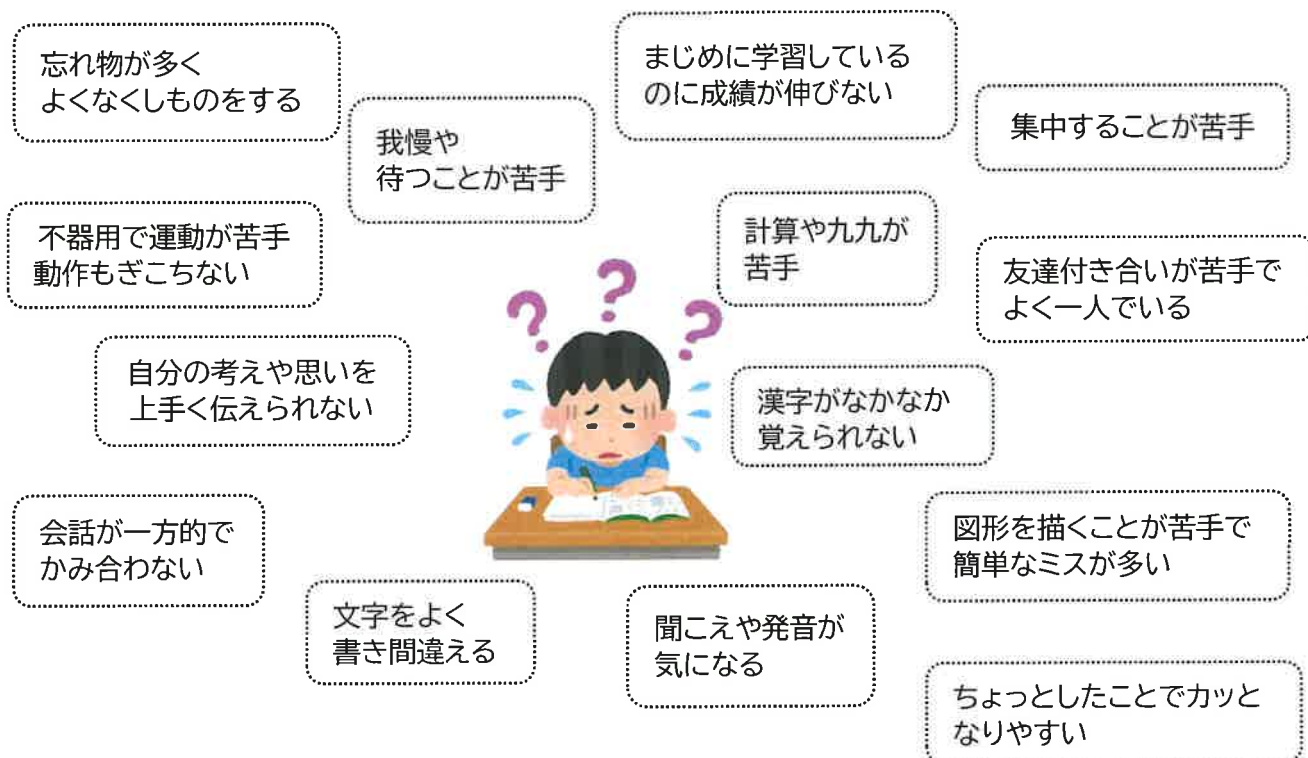 忘れ物が多く
よくなくしものをする
まじめに学習している
のに成績が伸びない
我慢や
待つことが苦手
集中することが苦手
不器用で運動が苦手
動作もぎこちない
計算や九九が
苦手
友達付き合いが苦手で
よく一人でいる
自分の考えや思いを
上手く伝えられない
漢字がなかなか
覚えられない
会話が一方的で
かみ合わない
図形を描くことが苦手で
簡単なミスが多い
文字をよく
書き間違える
聞こえや発音が
気になる
ちょっとしたことでカッと
なりやすい